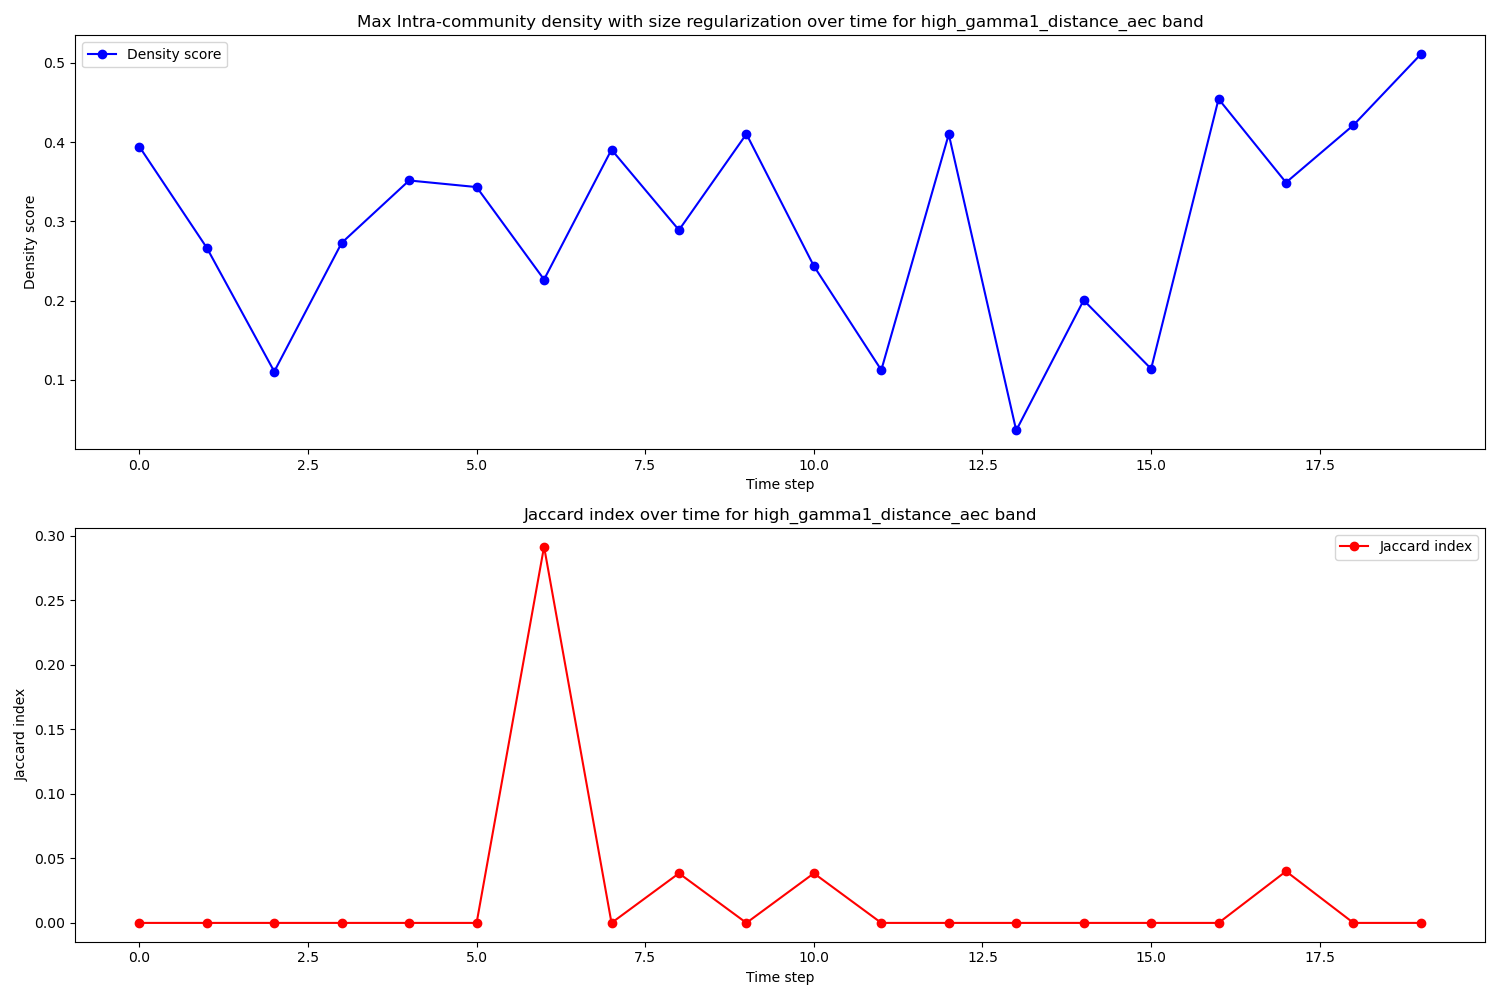 Max Intra-community density with size regularization over time for high_gamma1_distance_aec band
Density score
0.5
0.4
0.3
0.2
0.1
Density score
0.0 2.5 5.0 7.5 10.0 12.5 15.0 17.5
Time step
Jaccard index over time for high_gamma1_distance_aec band
Jaccard index
0.30
0.25
0.20
0.15
0.10
0.05
0.00
Jaccard index
0.0 2.5 5.0 7.5 10.0 12.5 15.0 17.5
Time step